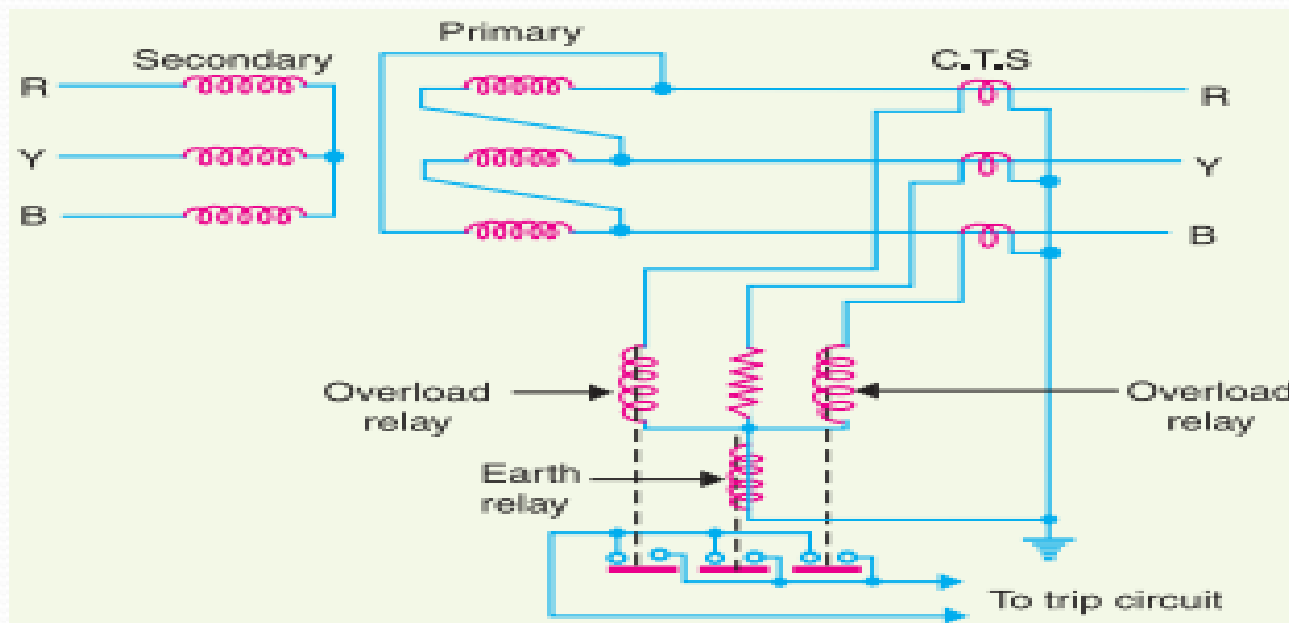 Primary
Secondary
C.T.S
R
R
Y
Y
B
B
Overload
relay
Overload
relay
Earth
relay
To trip circuit